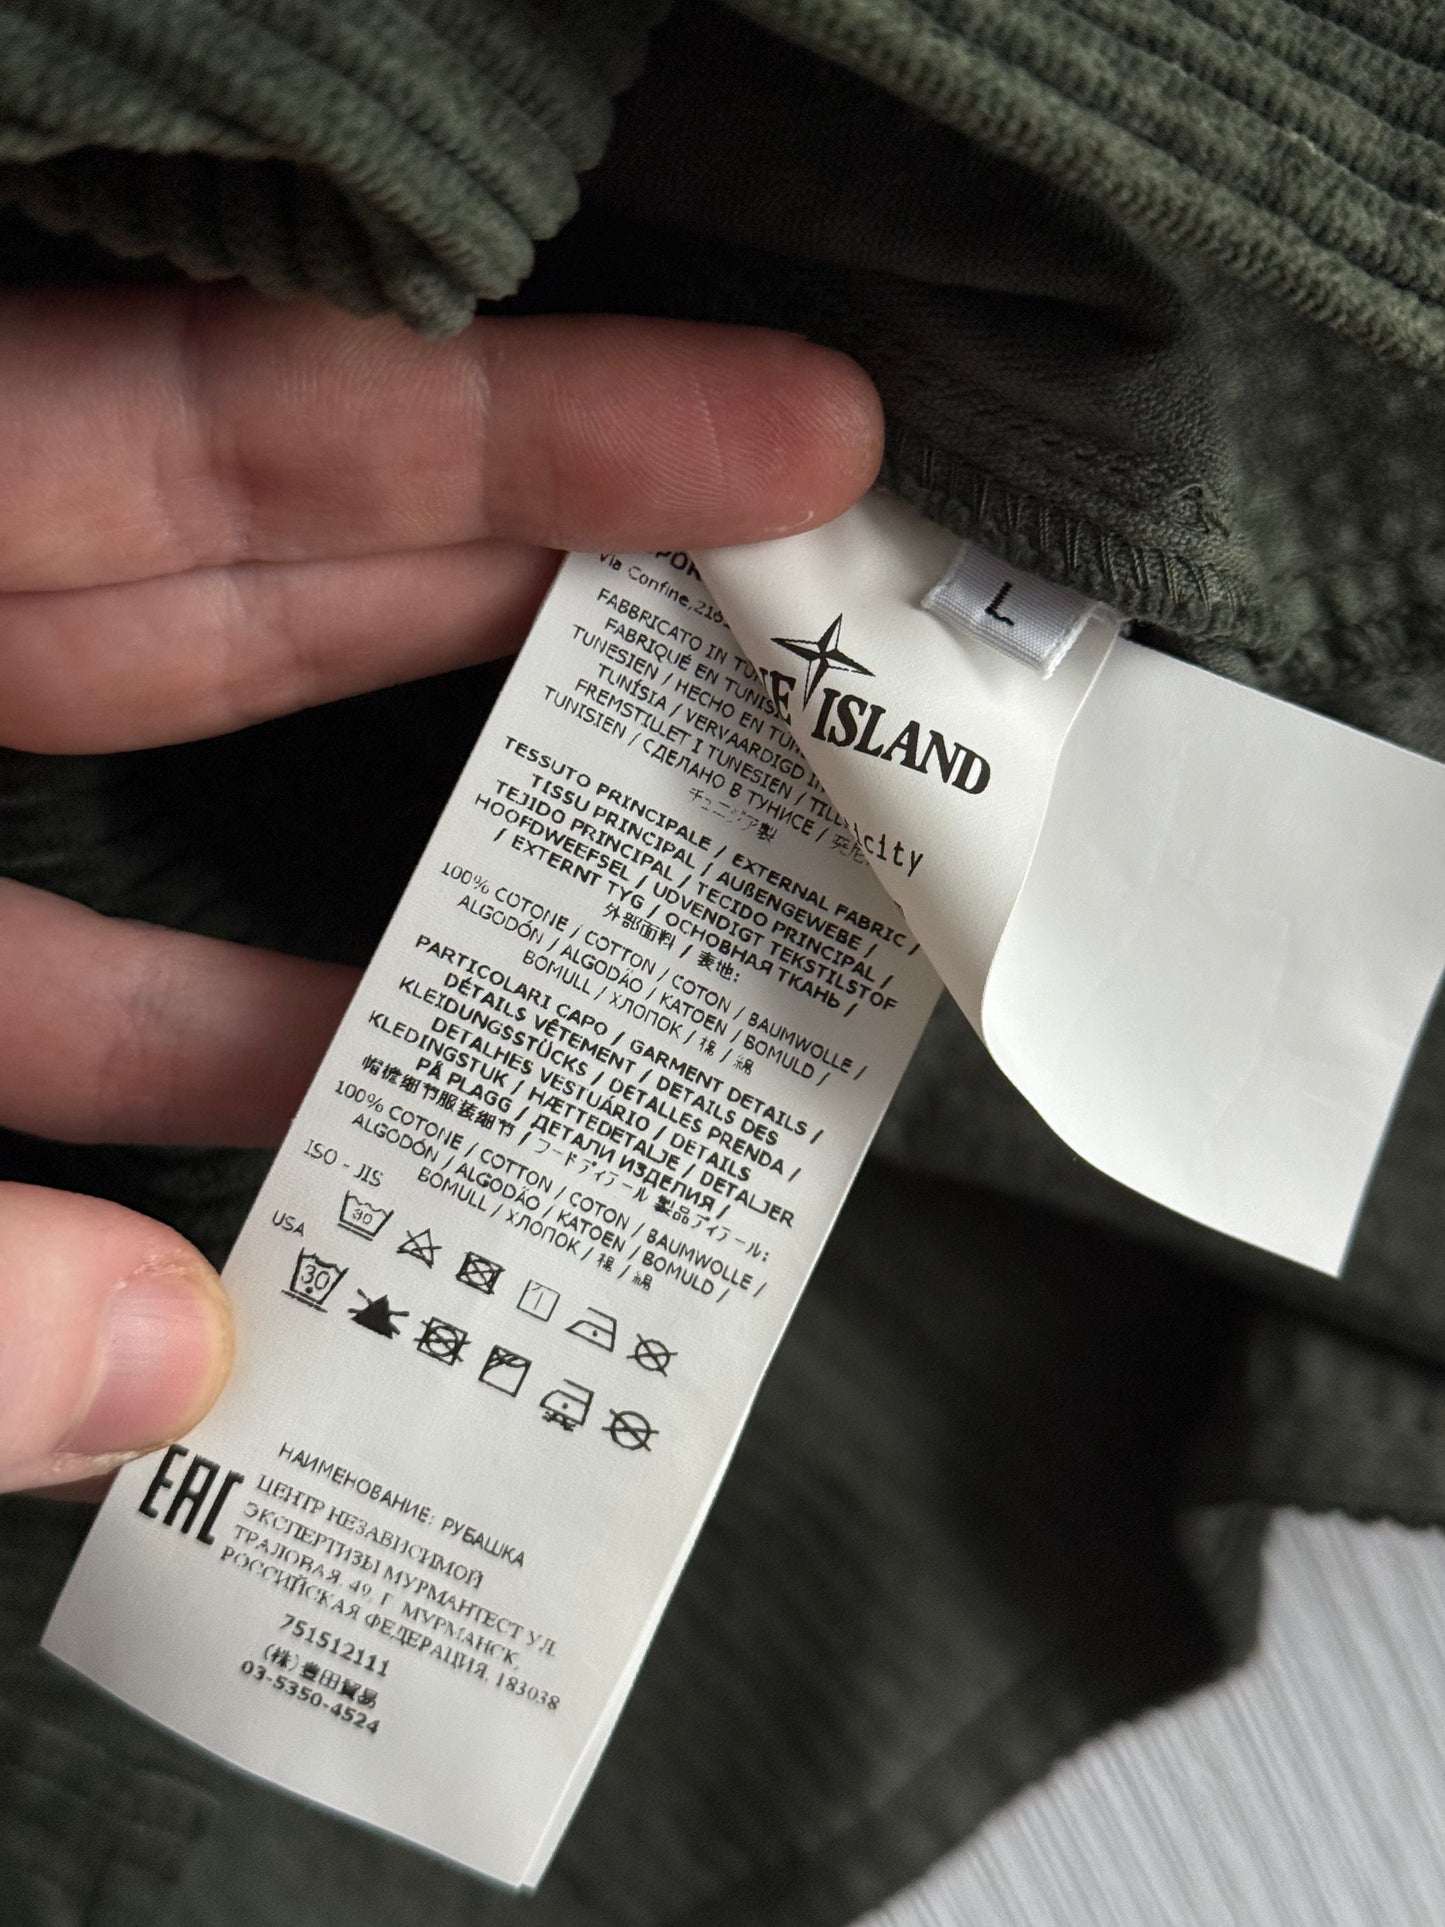 L
ISLAND
city
Via Confine,216
FABBRICATO IN
FABRIQUÉ EN
TUNESIEN / HECHO EN
TUNÍSIA / VERVAARDIGD
FREMSTILLET I TUNESIEN /
TUNISIEN / СДЕЛАНО В ТУНИСЕ /
チュニジア製
TESSUTO PRINCIPALE / EXTERNAL FABRIC /
TISSU PRINCIPAL / AUßENGEWEBE /
TEJIDO PRINCIPAL / TECIDO PRINCIPAL /
HOOFDWEEFSEL / UDVENDIGT TEKSTILSTOF
/ EXTERNT TYG / ОСНОВНАЯ ТКАНЬ /
外部面料 / 表地:
100% COTONE / COTTON / COTON / BAUMWOLLE /
ALGODÓN / ALGODÃO / KATOEN / BOMULD /
BOMULL / ХЛОПОК / 棉 / 綿
PARTICOLARI CAPO / GARMENT DETAILS /
DÉTAILS VÊTEMENT / DETAILS DES
KLEIDUNGSSTÜCKS / DETALLES PRENDA /
DETALHES VESTUÁRIO / DETAILS
KLEDINGSTUK / HÆTTEDETALJE / DETALJER
PÅ PLAGG / ДЕТАЛИ ИЗДЕЛИЯ /
细节服装细节 / フードディテール 製品ディテール:
100% COTONE / COTTON / COTON / BAUMWOLLE /
ALGODÓN / ALGODÃO / KATOEN / BOMULD /
BOMULL / ХЛОПОК / 棉 / 綿
ISO - JIS
30
USA
30
EAC
НАИМЕНОВАНИЕ: РУБАШКА
ЦЕНТР НЕЗАВИСИМОЙ
ЭКСПЕРТИЗЫ МУРМАНТЕСТ УЛ.
ТРАЛОВАЯ, 49, Г. МУРМАНСК,
РОССИЙСКАЯ ФЕДЕРАЦИЯ, 183038
751512111
(株)豊田貿易
03-5350-4524